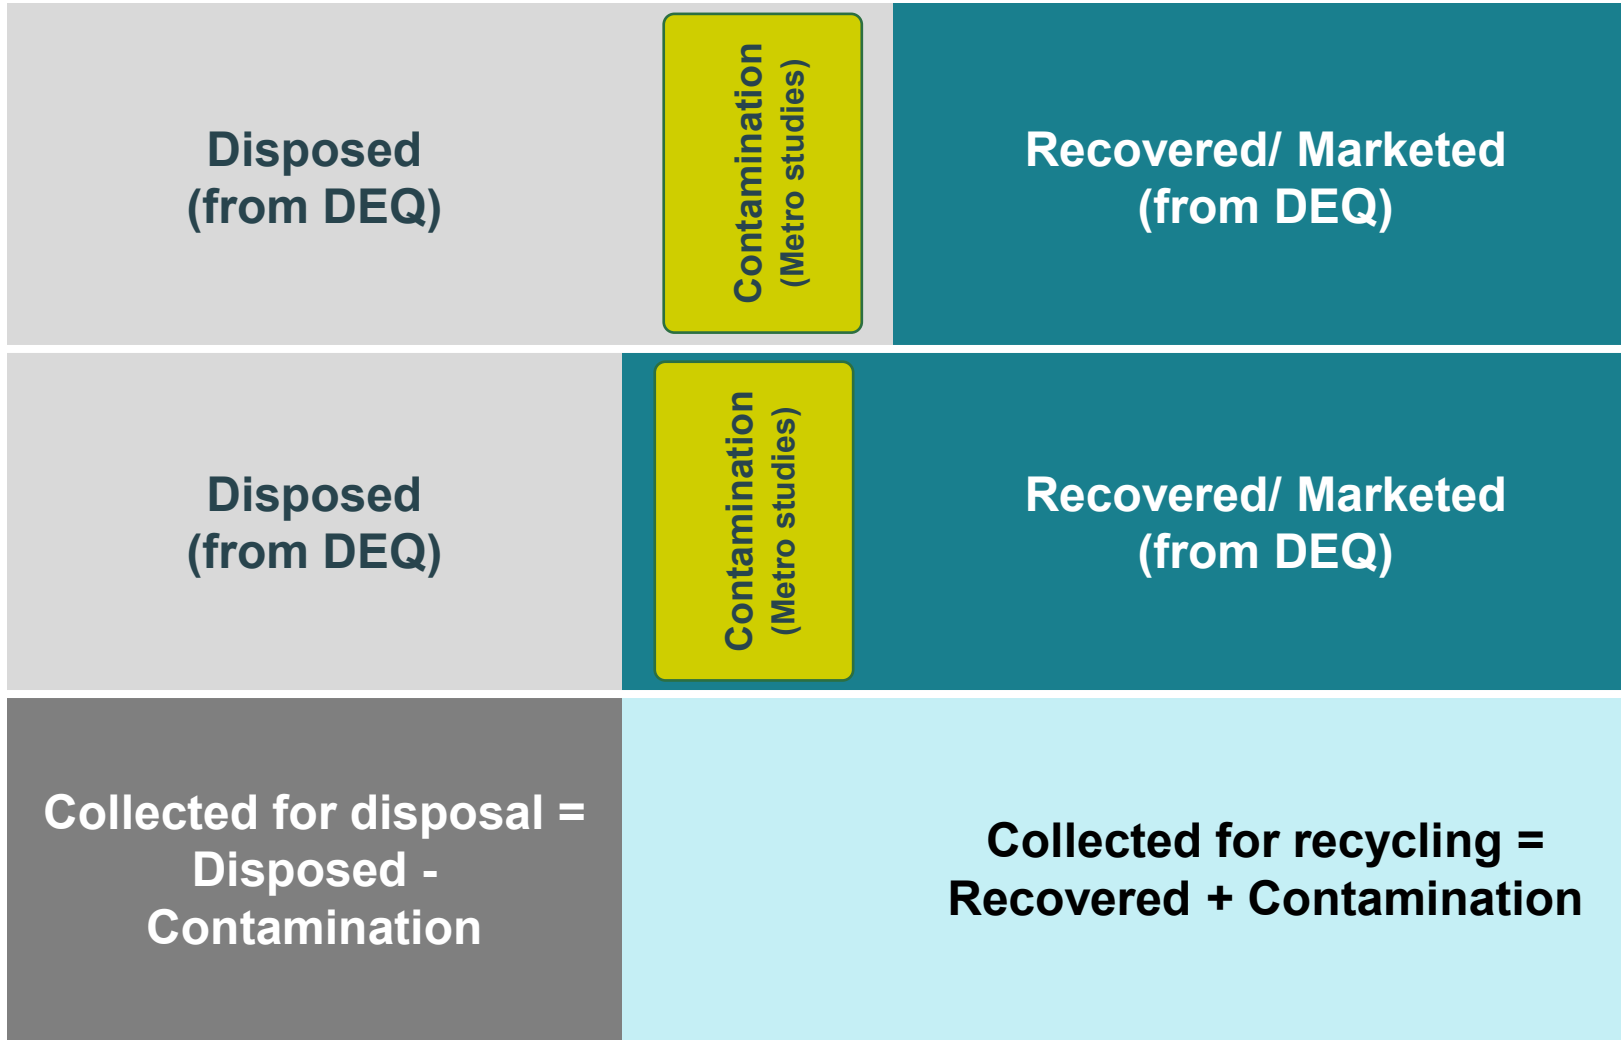 Disposed
(from DEQ)
Contamination
(Metro studies)
Recovered/ Marketed
(from DEQ)
Disposed
(from DEQ)
Contamination
(Metro studies)
Recovered/ Marketed
(from DEQ)
Collected for disposal =
Disposed -
Contamination
Collected for recycling =
Recovered + Contamination